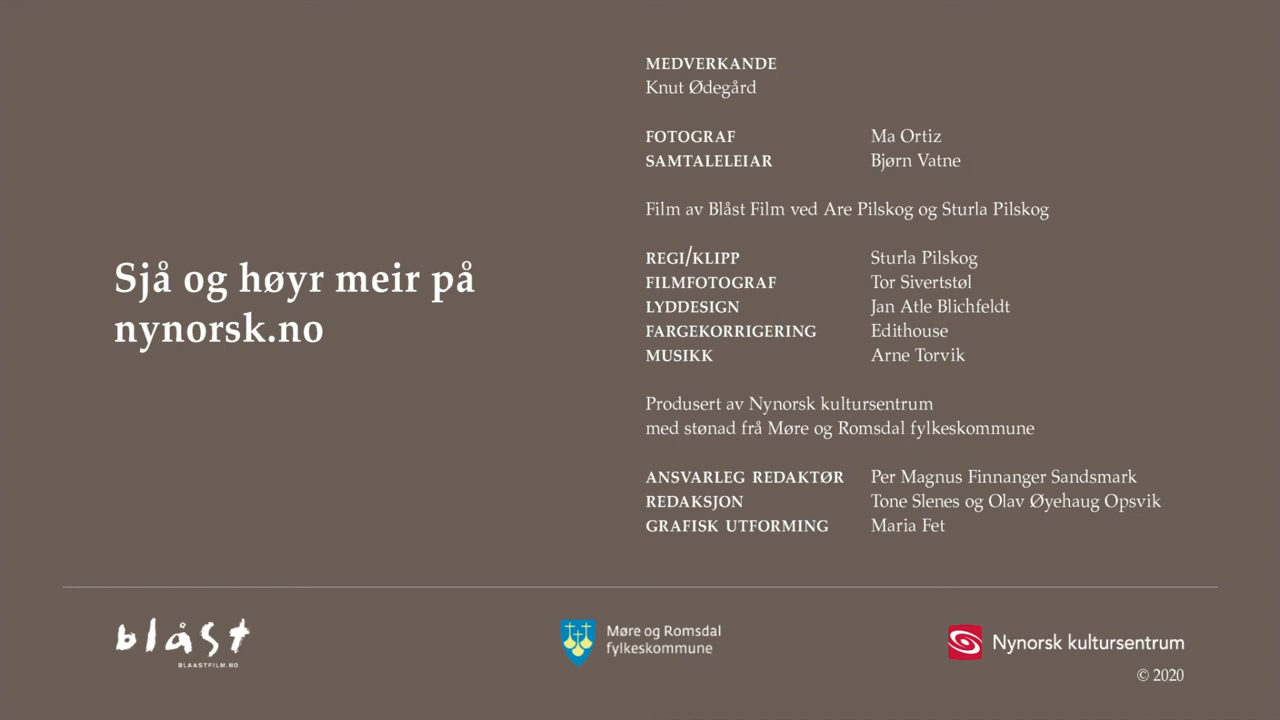 Sjå og høyr meir på
nynorsk.no
MEDVERKANDE
Knut Ødegård
FOTOGRAF Ma Ortiz
SAMTALELEIAR Bjørn Vatne
Film av Blåst Film ved Are Pilskog og Sturla Pilskog
REGI/KLIPP Sturla Pilskog
FILMFOTOGRAF Tor Sivertstøl
LYDDESIGN Jan Atle Blichfeldt
FARGEKORRIGERING Edithouse
MUSIKK Arne Torvik
Produsert av Nynorsk kultursentrum
med stønad frå Møre og Romsdal fylkeskommune
ANSVARLEG REDAKTØR Per Magnus Finnanger Sandsmark
REDAKSJON Tone Slenes og Olav Øyehaug Opsvik
GRAFISK UTFORMING Maria Fet
blåst
BLAASTFILM.NO
Møre og Romsdal
fylkeskommune
Nynorsk kultursentrum
© 2020